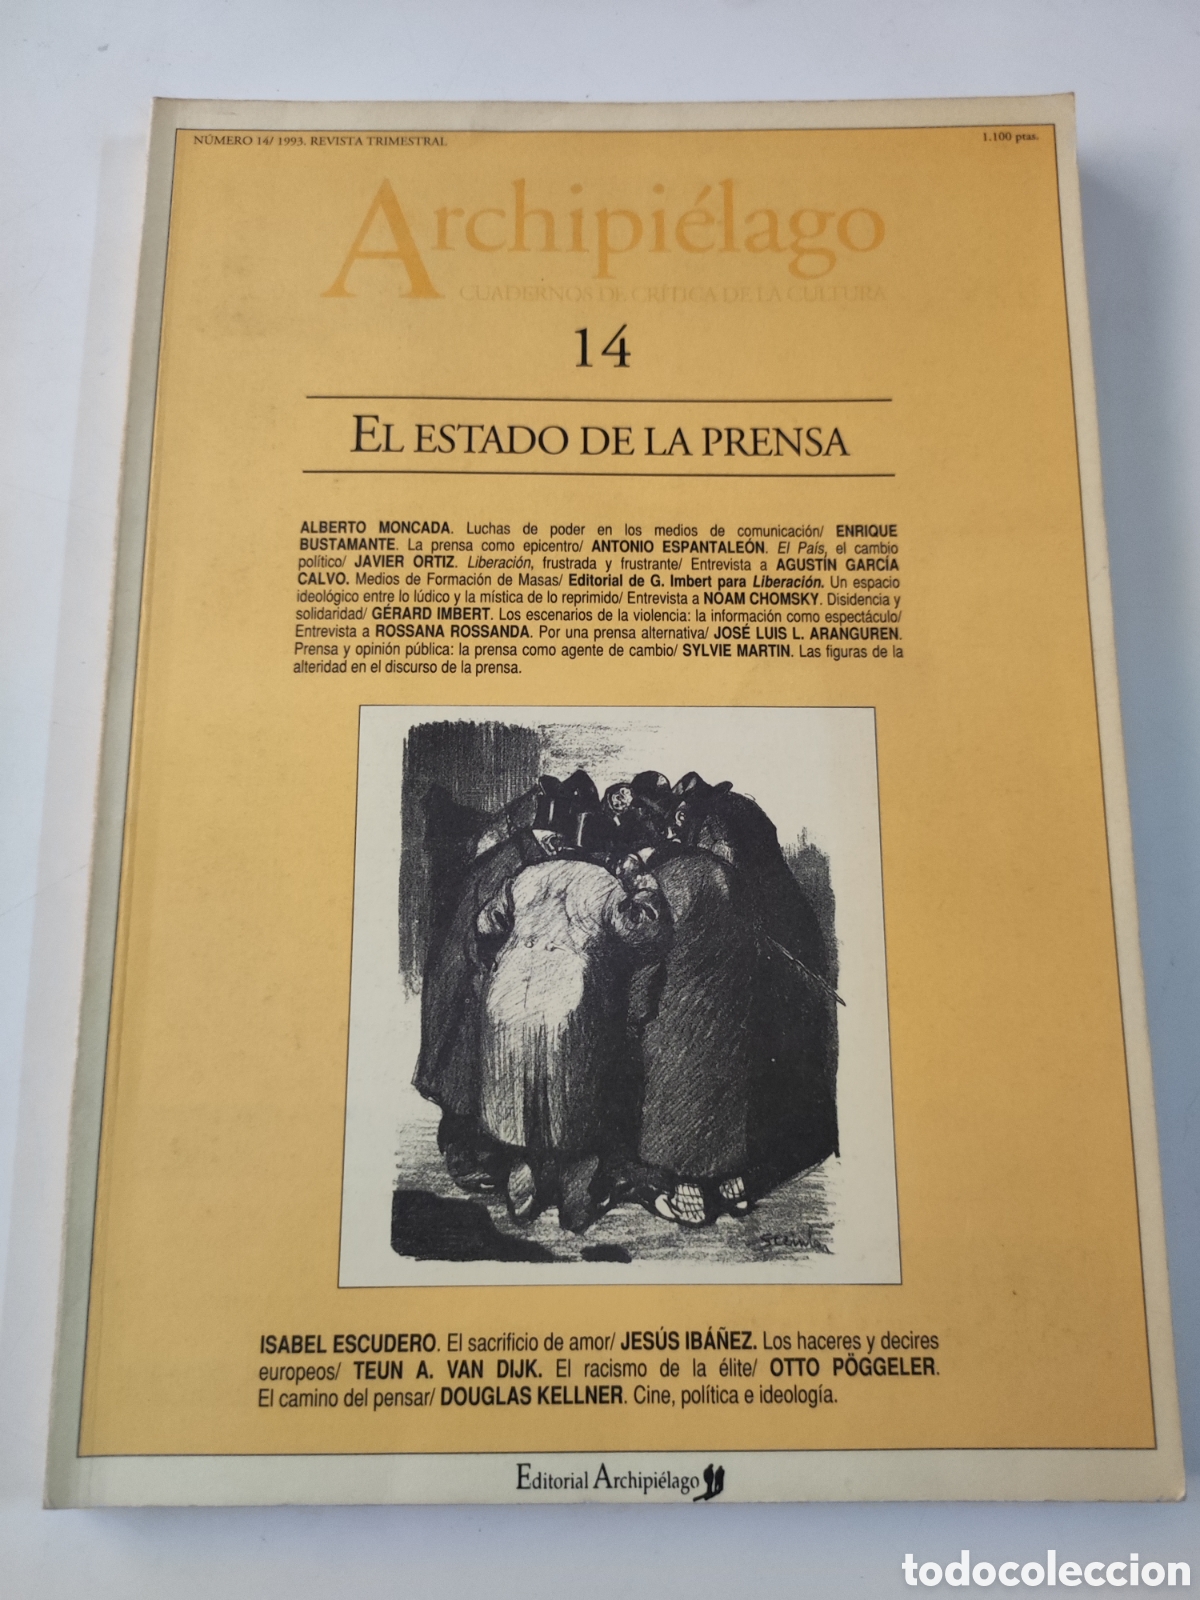 NÚMERO 14/ 1993. REVISTA TRIMESTRAL
1.100 ptas.
Archipiélago
CUADERNOS DE CRÍTICA DE LA CULTURA
14
EL ESTADO DE LA PRENSA
ALBERTO MONCADA. Luchas de poder en los medios de comunicación/ ENRIQUE
BUSTAMANTE. La prensa como epicentro/ ANTONIO ESPANTALEÓN. El País, el cambio
político/ JAVIER ORTIZ. Liberación, frustrada y frustrante/ Entrevista a AGUSTÍN GARCÍA
CALVO. Medios de Formación de Masas/ Editorial de G. Imbert para Liberación. Un espacio
ideológico entre lo lúdico y la mística de lo reprimido/ Entrevista a NOAM CHOMSKY. Disidencia y
solidaridad/ GÉRARD IMBERT. Los escenarios de la violencia: la información como espectáculo/
Entrevista a ROSSANA ROSSANDA. Por una prensa alternativa/ JOSÉ LUIS L. ARANGUREN.
Prensa y opinión pública: la prensa como agente de cambio/ SYLVIE MARTIN. Las figuras de la
alteridad en el discurso de la prensa.
Steinlen
ISABEL ESCUDERO. El sacrificio de amor/ JESÚS IBÁÑEZ. Los haceres y decires
europeos/ TEUN A. VAN DIJK. El racismo de la élite/ OTTO PÖGGELER.
El camino del pensar/ DOUGLAS KELLNER. Cine, política e ideología.
Editorial Archipiélago
todocoleccion
todocoleccion.net